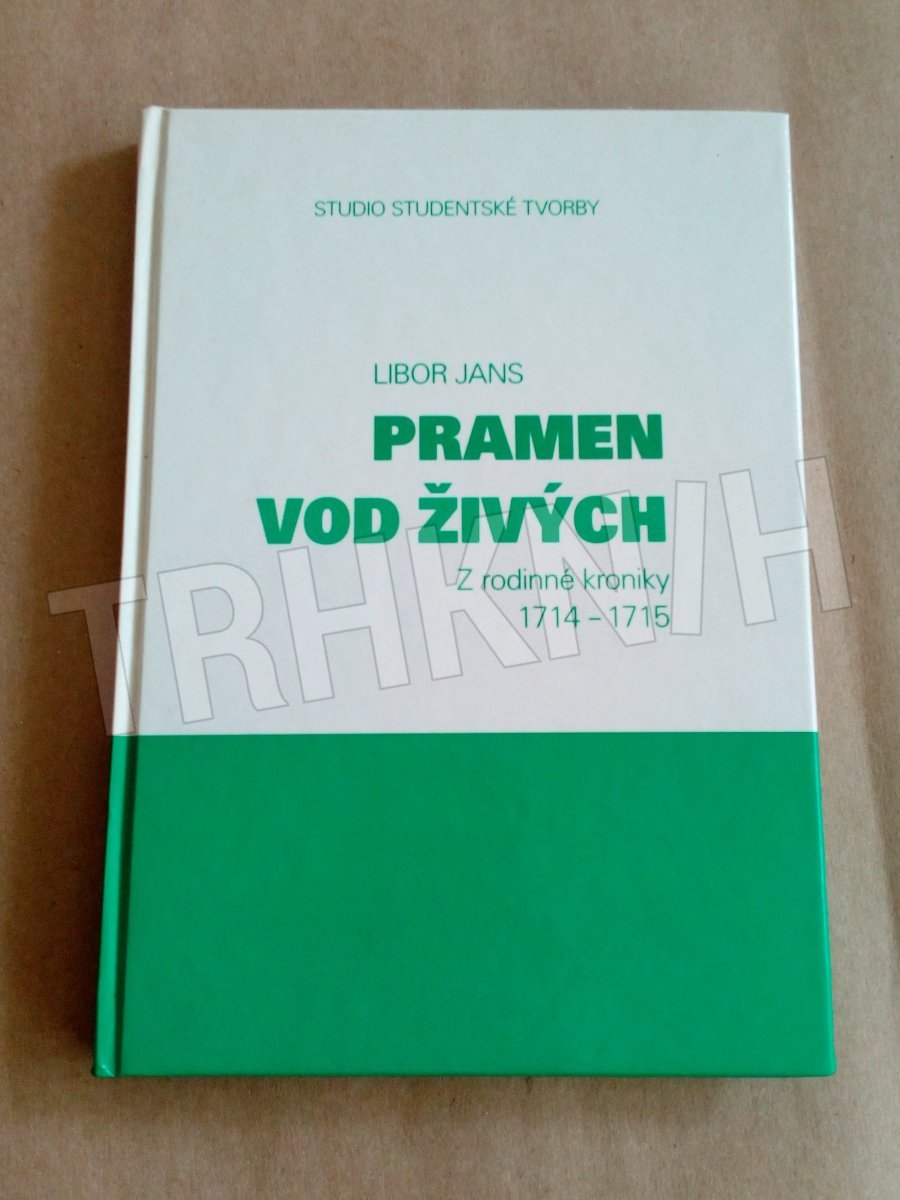 STUDIO STUDENTSKÉ TVORBY
LIBOR JANS
PRAMEN
VOD ŽIVÝCH
Z rodinné kroniky
1714 – 1715
TRHKNIH